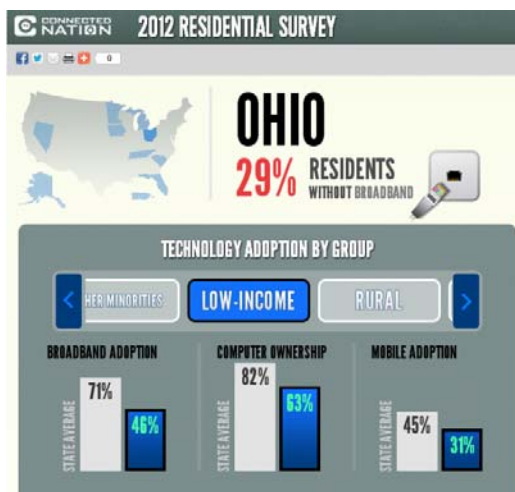 CONNECTED
NATION
2012 RESIDENTIAL SURVEY
0
OHIO
29% RESIDENTS
WITHOUT BROADBAND
TECHNOLOGY ADOPTION BY GROUP
HER MINORITIES
LOW-INCOME
RURAL
BROADBAND ADOPTION
STATE AVERAGE
71%
46%
COMPUTER OWNERSHIP
STATE AVERAGE
82%
63%
MOBILE ADOPTION
STATE AVERAGE
45%
31%